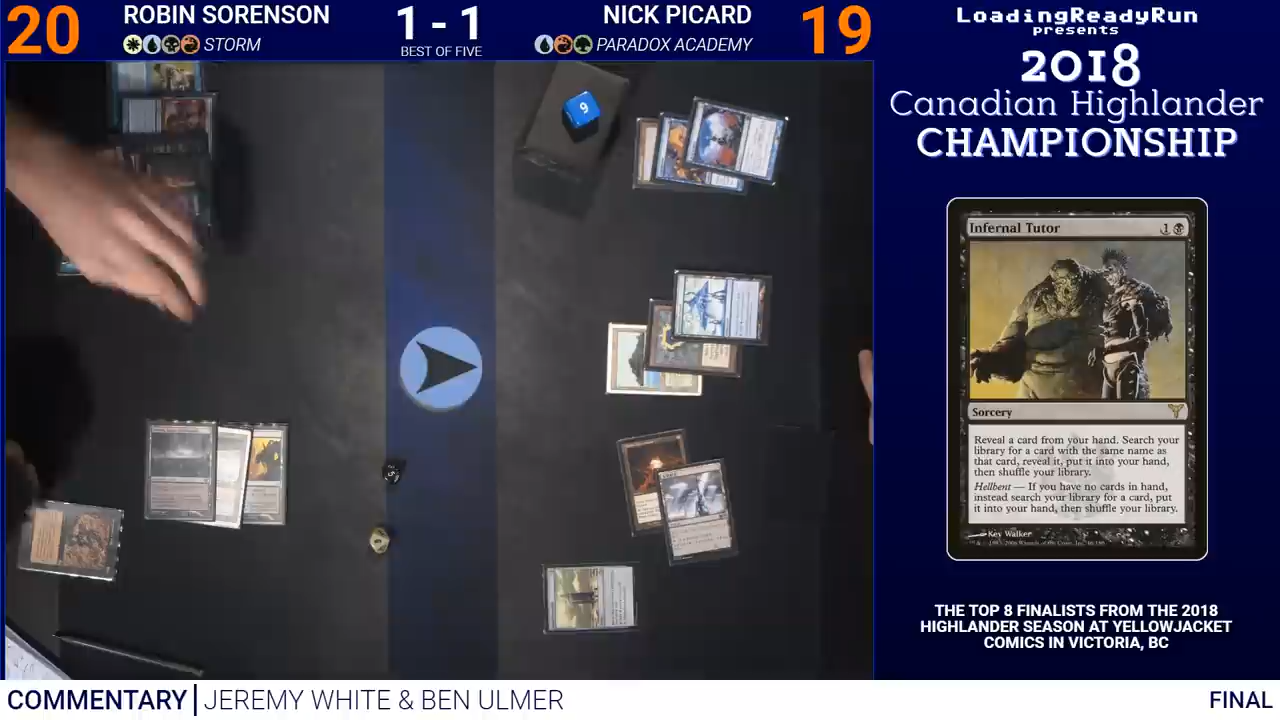 20
ROBIN SORENSON
STORM
1 - 1
BEST OF FIVE
NICK PICARD
PARADOX ACADEMY
19
LoadingReadyRun
presents
2018
Canadian Highlander
CHAMPIONSHIP
9
Infernal Tutor 1
Sorcery
Reveal a card from your hand. Search your
library for a card with the same name as
that card, reveal it, put it into your hand,
then shuffle your library.
Hellbent — If you have no cards in hand,
instead search your library for a card, put
it into your hand, then shuffle your library.
Kev Walker
THE TOP 8 FINALISTS FROM THE 2018
HIGHLANDER SEASON AT YELLOWJACKET
COMICS IN VICTORIA, BC
COMMENTARY | JEREMY WHITE & BEN ULMER
FINAL